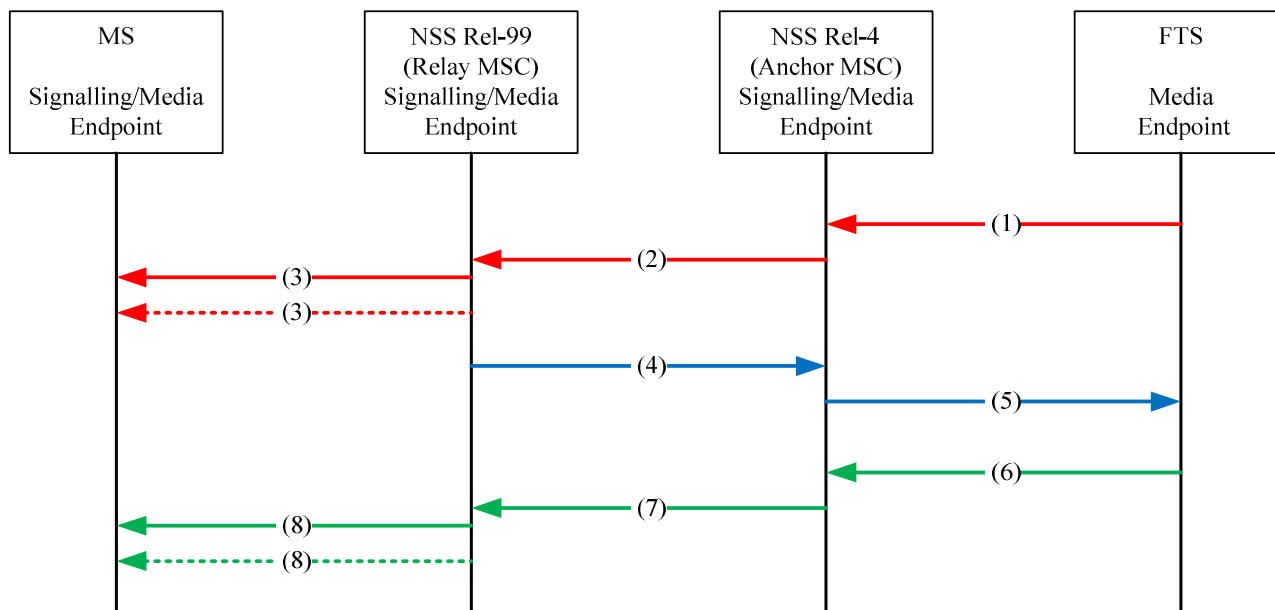 MS
Signalling/Media
Endpoint
NSS Rel-99
(Relay MSC)
Signalling/Media
Endpoint
NSS Rel-4
(Anchor MSC)
Signalling/Media
Endpoint
FTS
Media
Endpoint
(1)
(2)
(3)
(3)
(4)
(5)
(6)
(7)
(8)
(8)